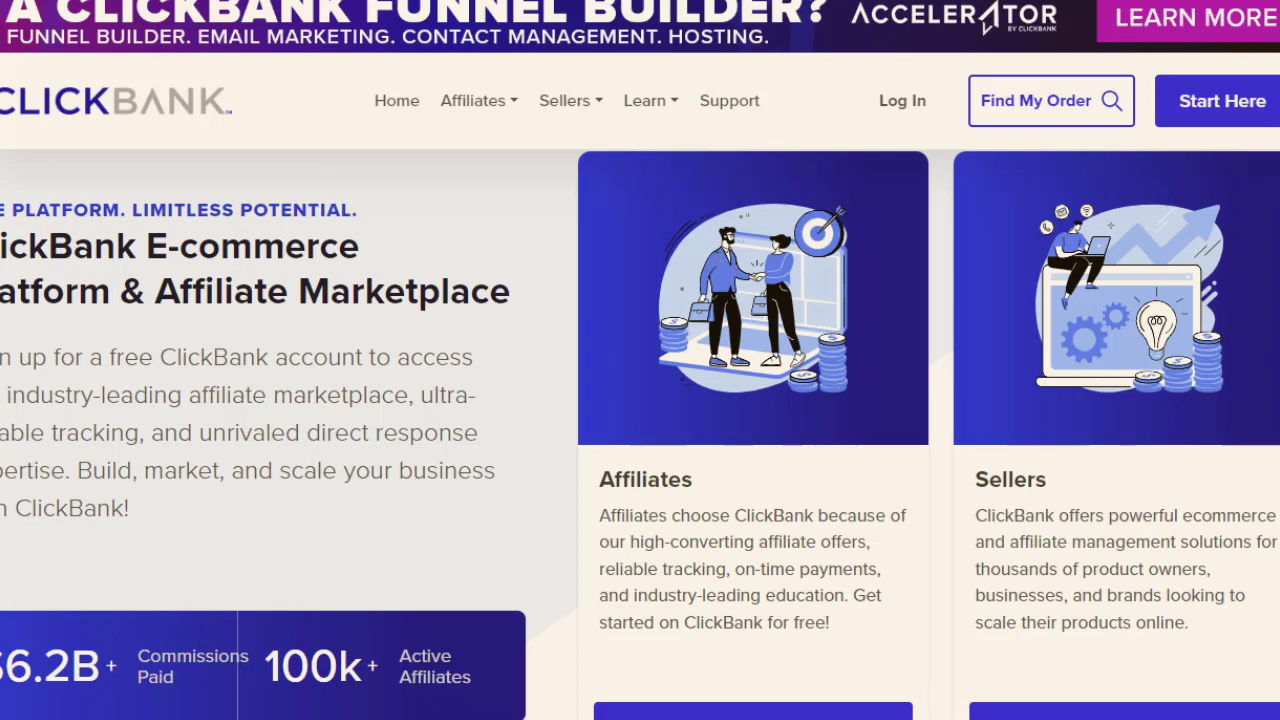 A CLICKBANK FUNNEL BUILDER?
FUNNEL BUILDER. EMAIL MARKETING. CONTACT MANAGEMENT. HOSTING.
ACCELERATOR
BY CLICKBANK
LEARN MORE
CLICKBANK
Home
Affiliates
Sellers
Learn
Support
Log In
Find My Order
Start Here
PLATFORM. LIMITLESS POTENTIAL.
ickBank E-commerce
atform & Affiliate Marketplace
n up for a free ClickBank account to access
industry-leading affiliate marketplace, ultra-
able tracking, and unrivaled direct response
ertise. Build, market, and scale your business
n ClickBank!
$6.2B+
Commissions
Paid
100k+
Active
Affiliates
Affiliates
Affiliates choose ClickBank because of
our high-converting affiliate offers,
reliable tracking, on-time payments,
and industry-leading education. Get
started on ClickBank for free!
Sellers
ClickBank offers powerful ecommerce
and affiliate management solutions for
thousands of product owners,
businesses, and brands looking to
scale their products online.